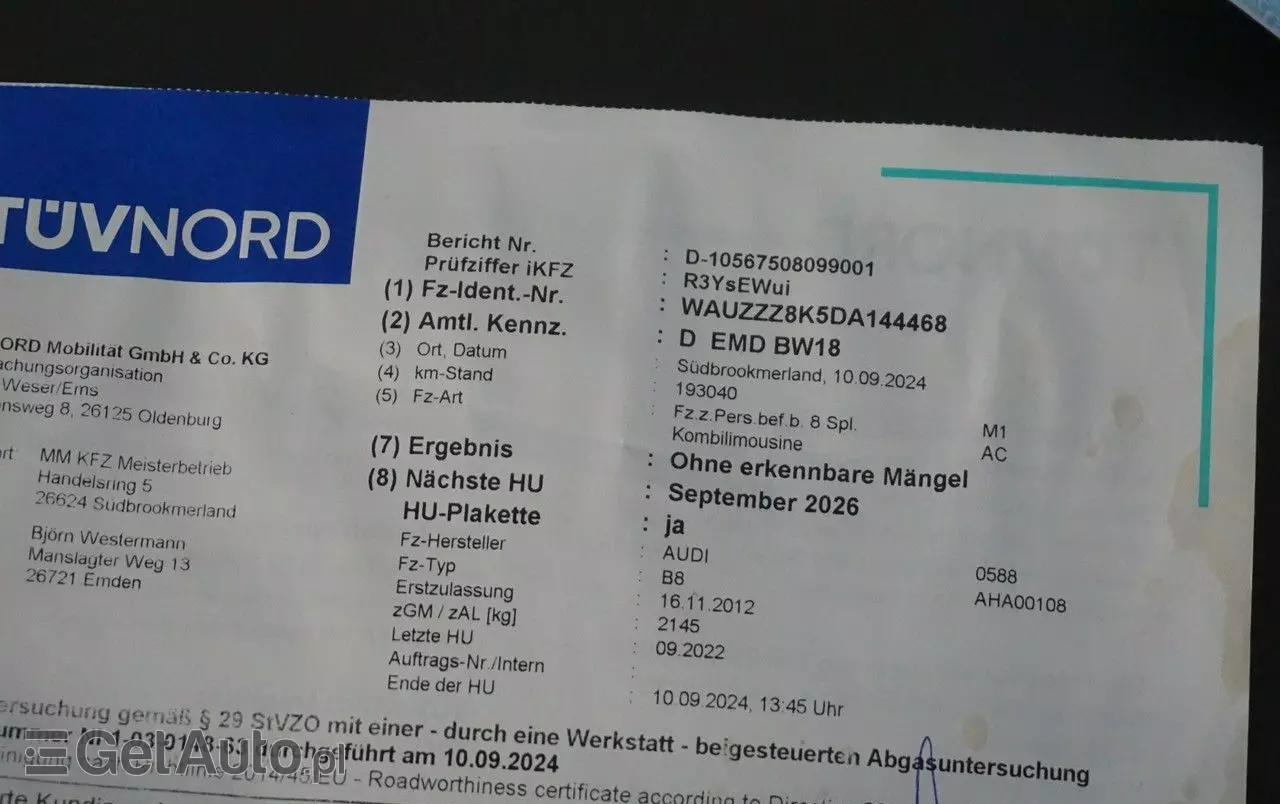 TÜVNORD
Bericht Nr. : D-10567508099001
Prüfziffer iKFZ : R3YsEWui
(1) Fz-Ident.-Nr. : WAUZZZ8K5DA144468
(2) Amtl. Kennz. : D EMD BW18
(3) Ort, Datum : Südbrookmerland, 10.09.2024
(4) km-Stand : 193040
(5) Fz-Art : Fz.z.Pers.bef.b. 8 Spl. M1
Kombilimousine AC
(7) Ergebnis : Ohne erkennbare Mängel
(8) Nächste HU : September 2026
HU-Plakette : ja
Fz-Hersteller : AUDI 0588
Fz-Typ : B8 AHA00108
Erstzulassung : 16.11.2012
zGM / zAL [kg] : 2145
Letzte HU : 09.2022
Auftrags-Nr./Intern :
Ende der HU : 10.09.2024, 13:45 Uhr
ORD Mobilität GmbH & Co. KG
achungsorganisation
Weser/Ems
nsweg 8, 26125 Oldenburg
rt: MM KFZ Meisterbetrieb
Handelsring 5
26624 Südbrookmerland
Björn Westermann
Manslagter Weg 13
26721 Emden
ersuchung gemäß § 29 StVZO mit einer - durch eine Werkstatt - beigesteuerten Abgasuntersuchung
durchgeführt am 10.09.2024
2014/45/EU - Roadworthiness certificate according to
GetAuto.pl